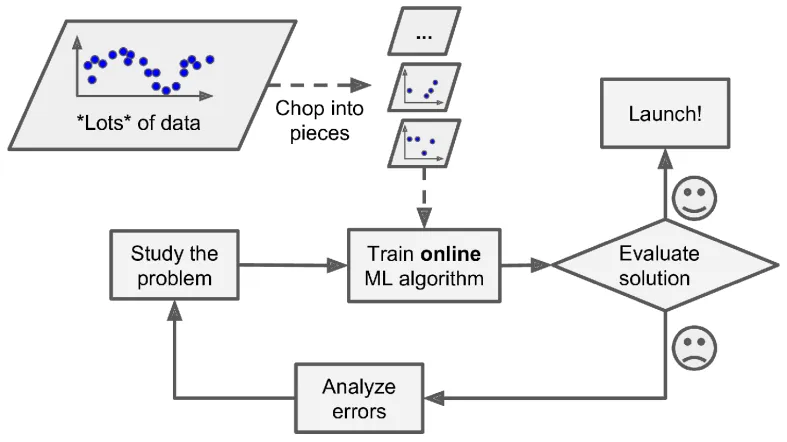 *Lots* of data
Chop into
pieces
...
Launch!
Study the
problem
Train online
ML algorithm
Evaluate
solution
Analyze
errors